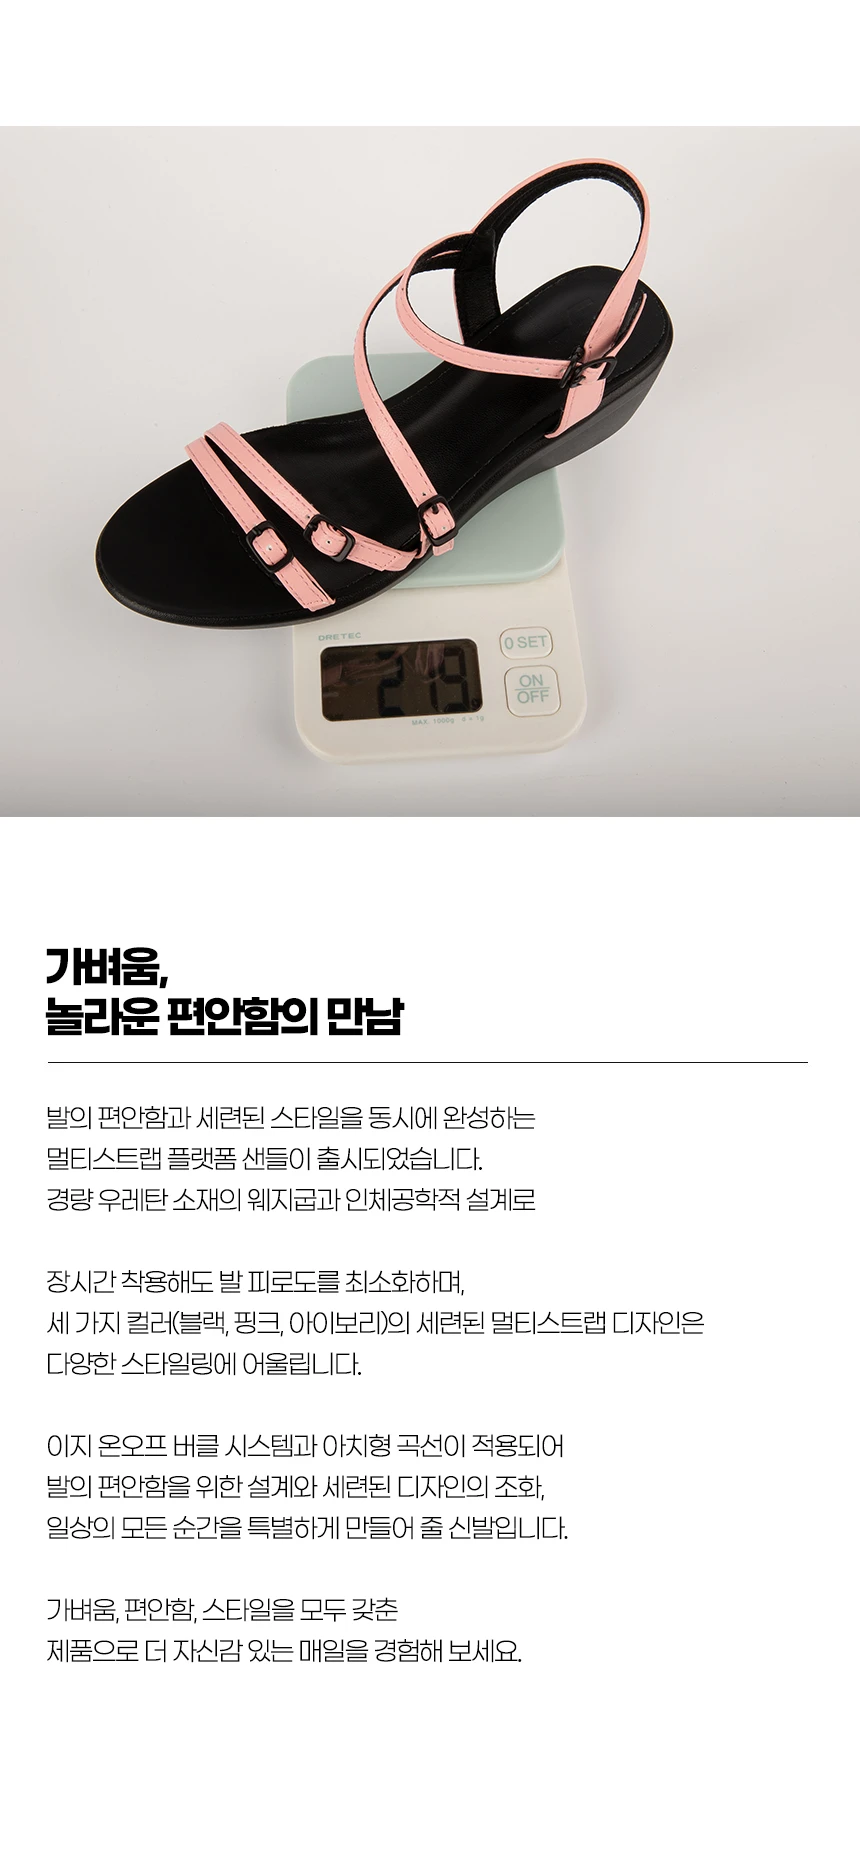 DRETEC
219
0 SET
ON
OFF
MAX. 1000g d = 1g
가벼움,
놀라운 편안함의 만남
발의 편안함과 세련된 스타일을 동시에 완성하는
멀티스트랩 플랫폼 샌들이 출시되었습니다.
경량 우레탄 소재의 웨지굽과 인체공학적 설계로
장시간 착용해도 발 피로도를 최소화하며,
세 가지 컬러(블랙, 핑크, 아이보리)의 세련된 멀티스트랩 디자인은
다양한 스타일링에 어울립니다.
이지 온오프 버클 시스템과 아치형 곡선이 적용되어
발의 편안함을 위한 설계와 세련된 디자인의 조화,
일상의 모든 순간을 특별하게 만들어 줄 신발입니다.
가벼움, 편안함, 스타일을 모두 갖춘
제품으로 더 자신감 있는 매일을 경험해 보세요.